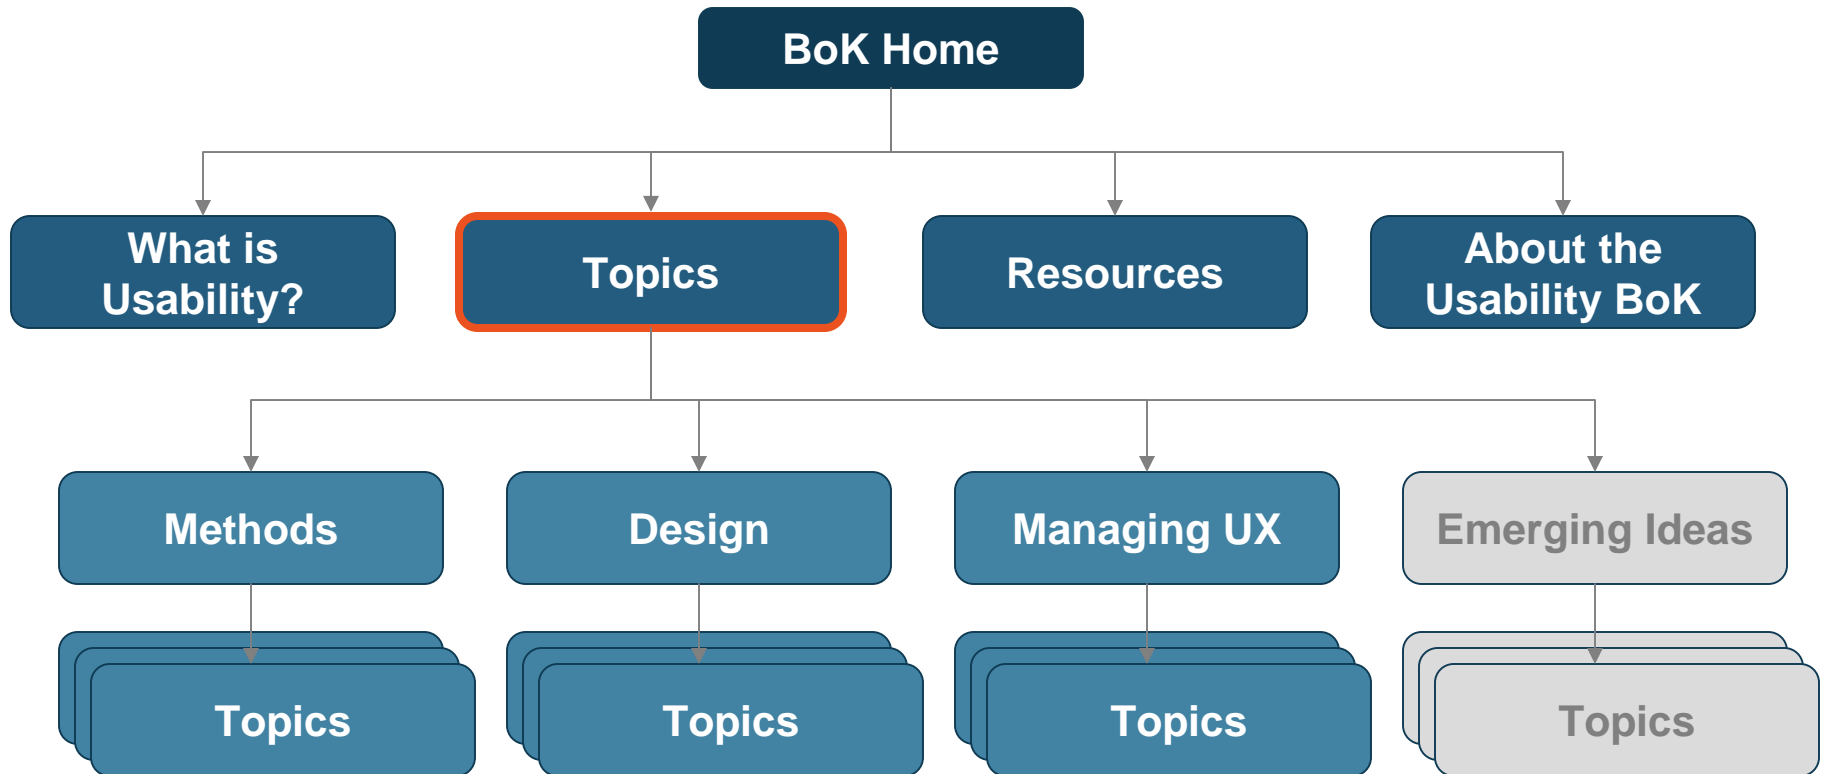 BoK Home
What is
Usability?
Topics
Resources
About the
Usability BoK
Methods
Design
Managing UX
Emerging Ideas
Topics
Topics
Topics
Topics